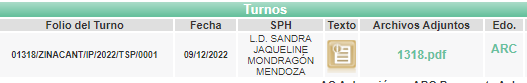 Turnos
Folio del Turno Fecha SPH Texto Archivos Adjuntos Edo.
01318/ZINACANT/IP/2022/TSP/0001 09/12/2022 L.D. SANDRA JAQUELINE MONDRAGÓN MENDOZA 1318.pdf ARC